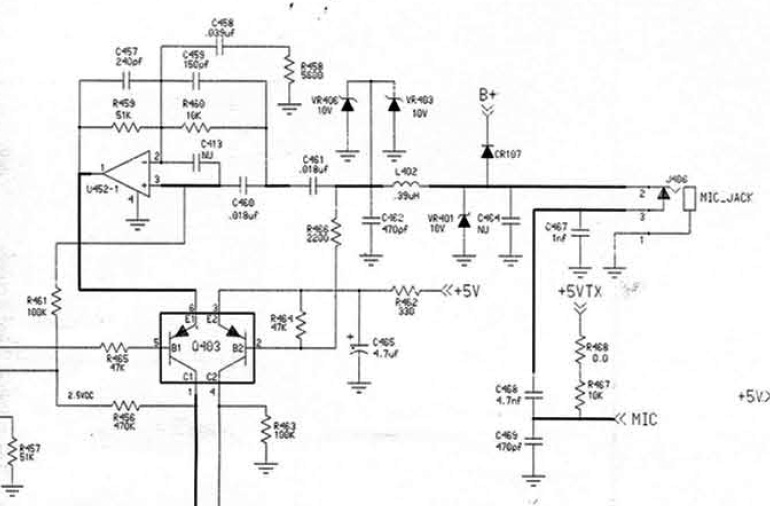 C458
.039uF
C457
240pf
C459
150pf
R458
5600
R459
51K
R460
10K
VR406
10V
VR403
10V
B+
CR107
C413
NU
2
1
3
U452-1
4
C460
.018uf
C461
.018uf
L402
.39uH
J406
MIC_JACK
2
3
1
R466
2200
C462
470pf
VR401
10V
C464
NU
C467
1nf
+5VTX
R461
100K
6
3
E1
E2
R464
47K
R462
330
+5V
R468
0.0
R465
47K
5
B1
Q403
B2
2
C465
4.7uf
+
C1
C2
1
4
R467
10K
C468
4.7nf
+5V
2.5VDC
R456
470K
R463
100K
MIC
C469
470pf
R457
51K